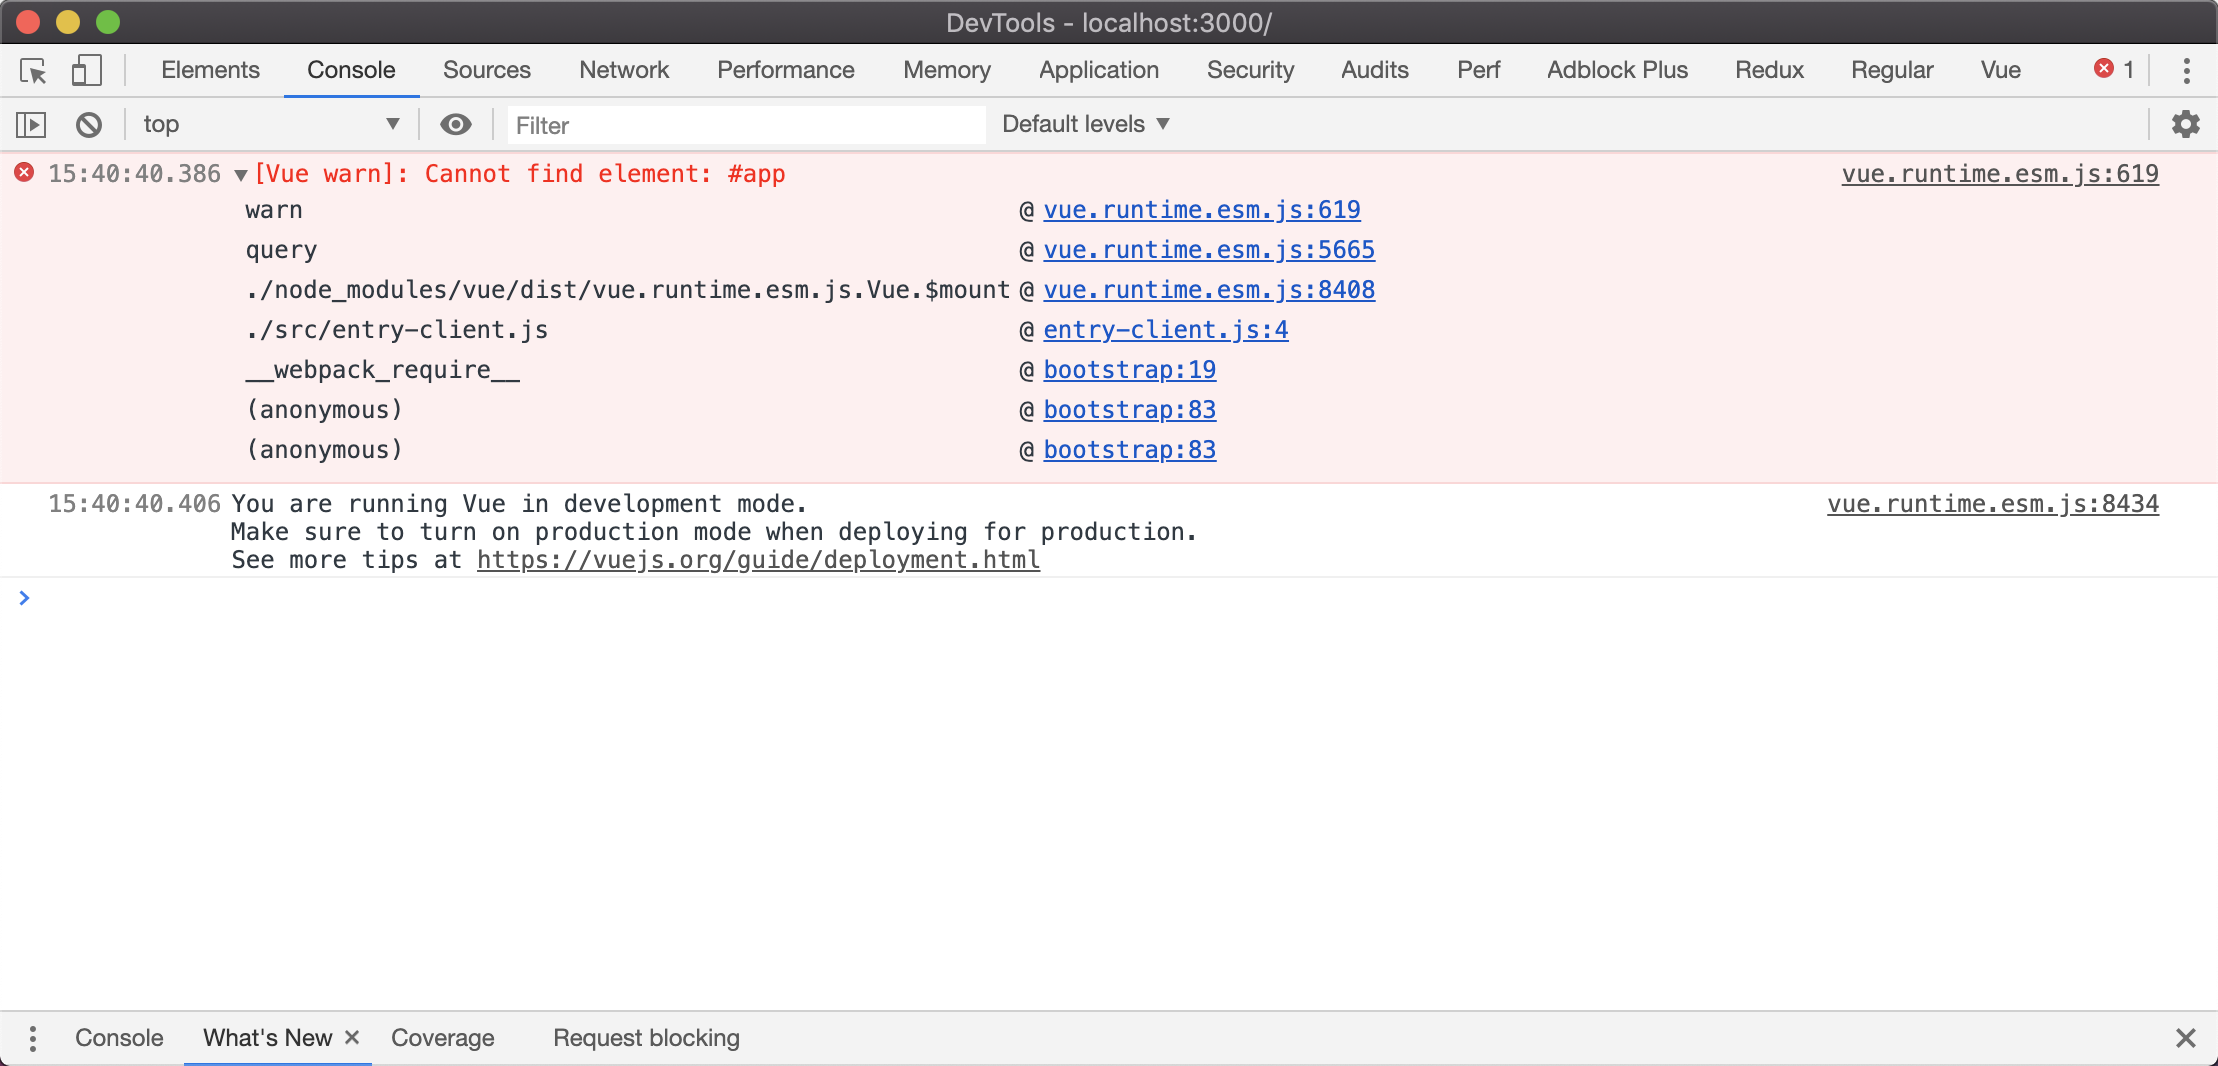 DevTools - localhost:3000/
Elements Console Sources Network Performance Memory Application Security Audits Perf Adblock Plus Redux Regular Vue 1
top Filter Default levels
15:40:40.386 [Vue warn]: Cannot find element: #app vue.runtime.esm.js:619
warn @ vue.runtime.esm.js:619
query @ vue.runtime.esm.js:5665
./node_modules/vue/dist/vue.runtime.esm.js.Vue.$mount @ vue.runtime.esm.js:8408
./src/entry-client.js @ entry-client.js:4
__webpack_require__ @ bootstrap:19
(anonymous) @ bootstrap:83
(anonymous) @ bootstrap:83
15:40:40.406 You are running Vue in development mode. vue.runtime.esm.js:8434
Make sure to turn on production mode when deploying for production.
See more tips at https://vuejs.org/guide/deployment.html
Console What's New Coverage Request blocking